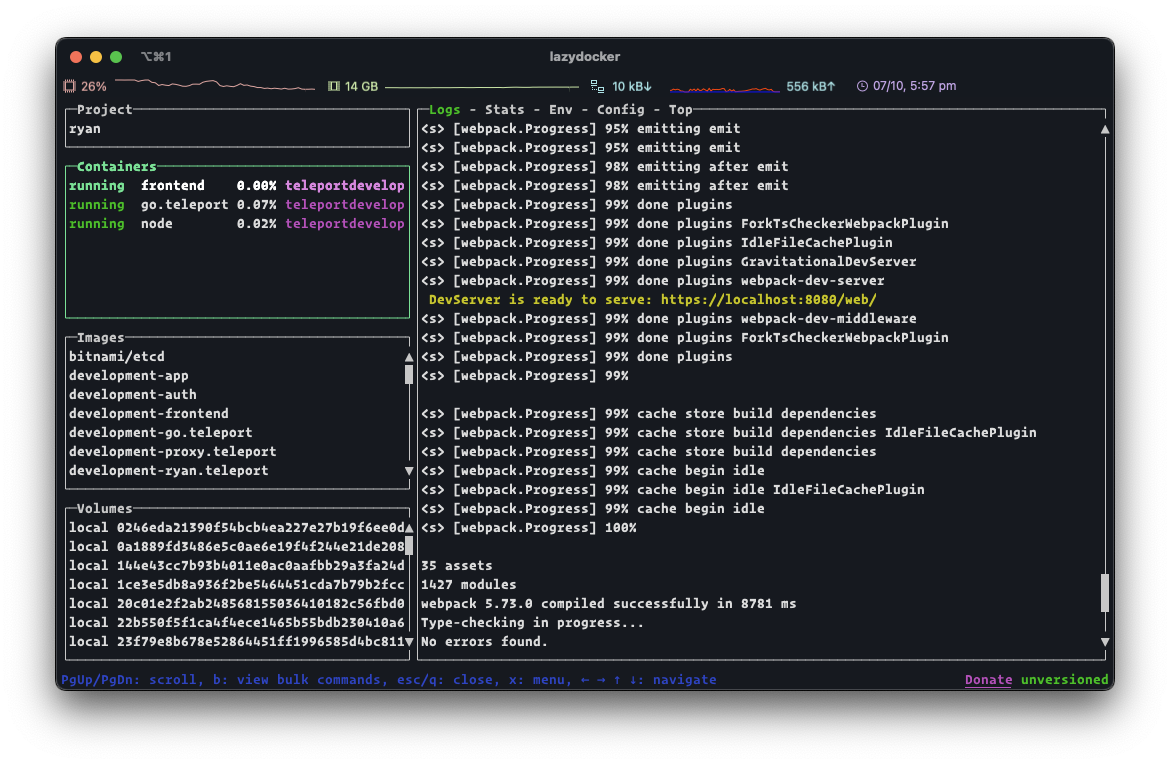 ⌥⌘1
lazydocker
26% 14 GB 10 kB↓ 556 kB↑ 07/10, 5:57 pm
Project
ryan
Containers
running frontend 0.00% teleportdevelop
running go.teleport 0.07% teleportdevelop
running node 0.02% teleportdevelop
Images
bitnami/etcd
development-app
development-auth
development-frontend
development-go.teleport
development-proxy.teleport
development-ryan.teleport
Volumes
local 0246eda21390f54bcb4ea227e27b19f6ee0d
local 0a1889fd3486e5c0ae6e19f4f244e21de208
local 144e43cc7b93b4011e0ac0aafbb29a3fa24d
local 1ce3e5db8a936f2be5464451cda7b79b2fcc
local 20c01e2f2ab248568155036410182c56fbd0
local 22b550f5f1ca4f4ece1465b55bdb230410a6
local 23f79e8b678e52864451ff1996585d4bc811
Logs - Stats - Env - Config - Top
<s> [webpack.Progress] 95% emitting emit
<s> [webpack.Progress] 95% emitting emit
<s> [webpack.Progress] 98% emitting after emit
<s> [webpack.Progress] 98% emitting after emit
<s> [webpack.Progress] 99% done plugins
<s> [webpack.Progress] 99% done plugins ForkTsCheckerWebpackPlugin
<s> [webpack.Progress] 99% done plugins IdleFileCachePlugin
<s> [webpack.Progress] 99% done plugins GravitationalDevServer
<s> [webpack.Progress] 99% done plugins webpack-dev-server
DevServer is ready to serve: https://localhost:8080/web/
<s> [webpack.Progress] 99% done plugins webpack-dev-middleware
<s> [webpack.Progress] 99% done plugins ForkTsCheckerWebpackPlugin
<s> [webpack.Progress] 99% done plugins
<s> [webpack.Progress] 99%
<s> [webpack.Progress] 99% cache store build dependencies
<s> [webpack.Progress] 99% cache store build dependencies IdleFileCachePlugin
<s> [webpack.Progress] 99% cache store build dependencies
<s> [webpack.Progress] 99% cache begin idle
<s> [webpack.Progress] 99% cache begin idle IdleFileCachePlugin
<s> [webpack.Progress] 99% cache begin idle
<s> [webpack.Progress] 100%
35 assets
1427 modules
webpack 5.73.0 compiled successfully in 8781 ms
Type-checking in progress...
No errors found.
PgUp/PgDn: scroll, b: view bulk commands, esc/q: close, x: menu, ← → ↑ ↓: navigate
Donate unversioned